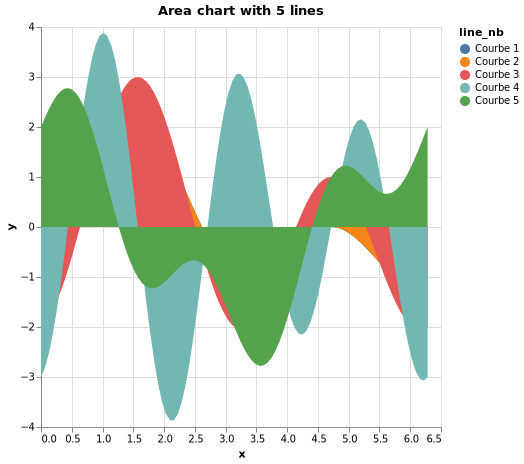 Area chart with 5 lines
line_nb
Courbe 1
Courbe 2
Courbe 3
Courbe 4
Courbe 5
y
4
3
2
1
0
−1
−2
−3
−4
0.0 0.5 1.0 1.5 2.0 2.5 3.0 3.5 4.0 4.5 5.0 5.5 6.0 6.5
x